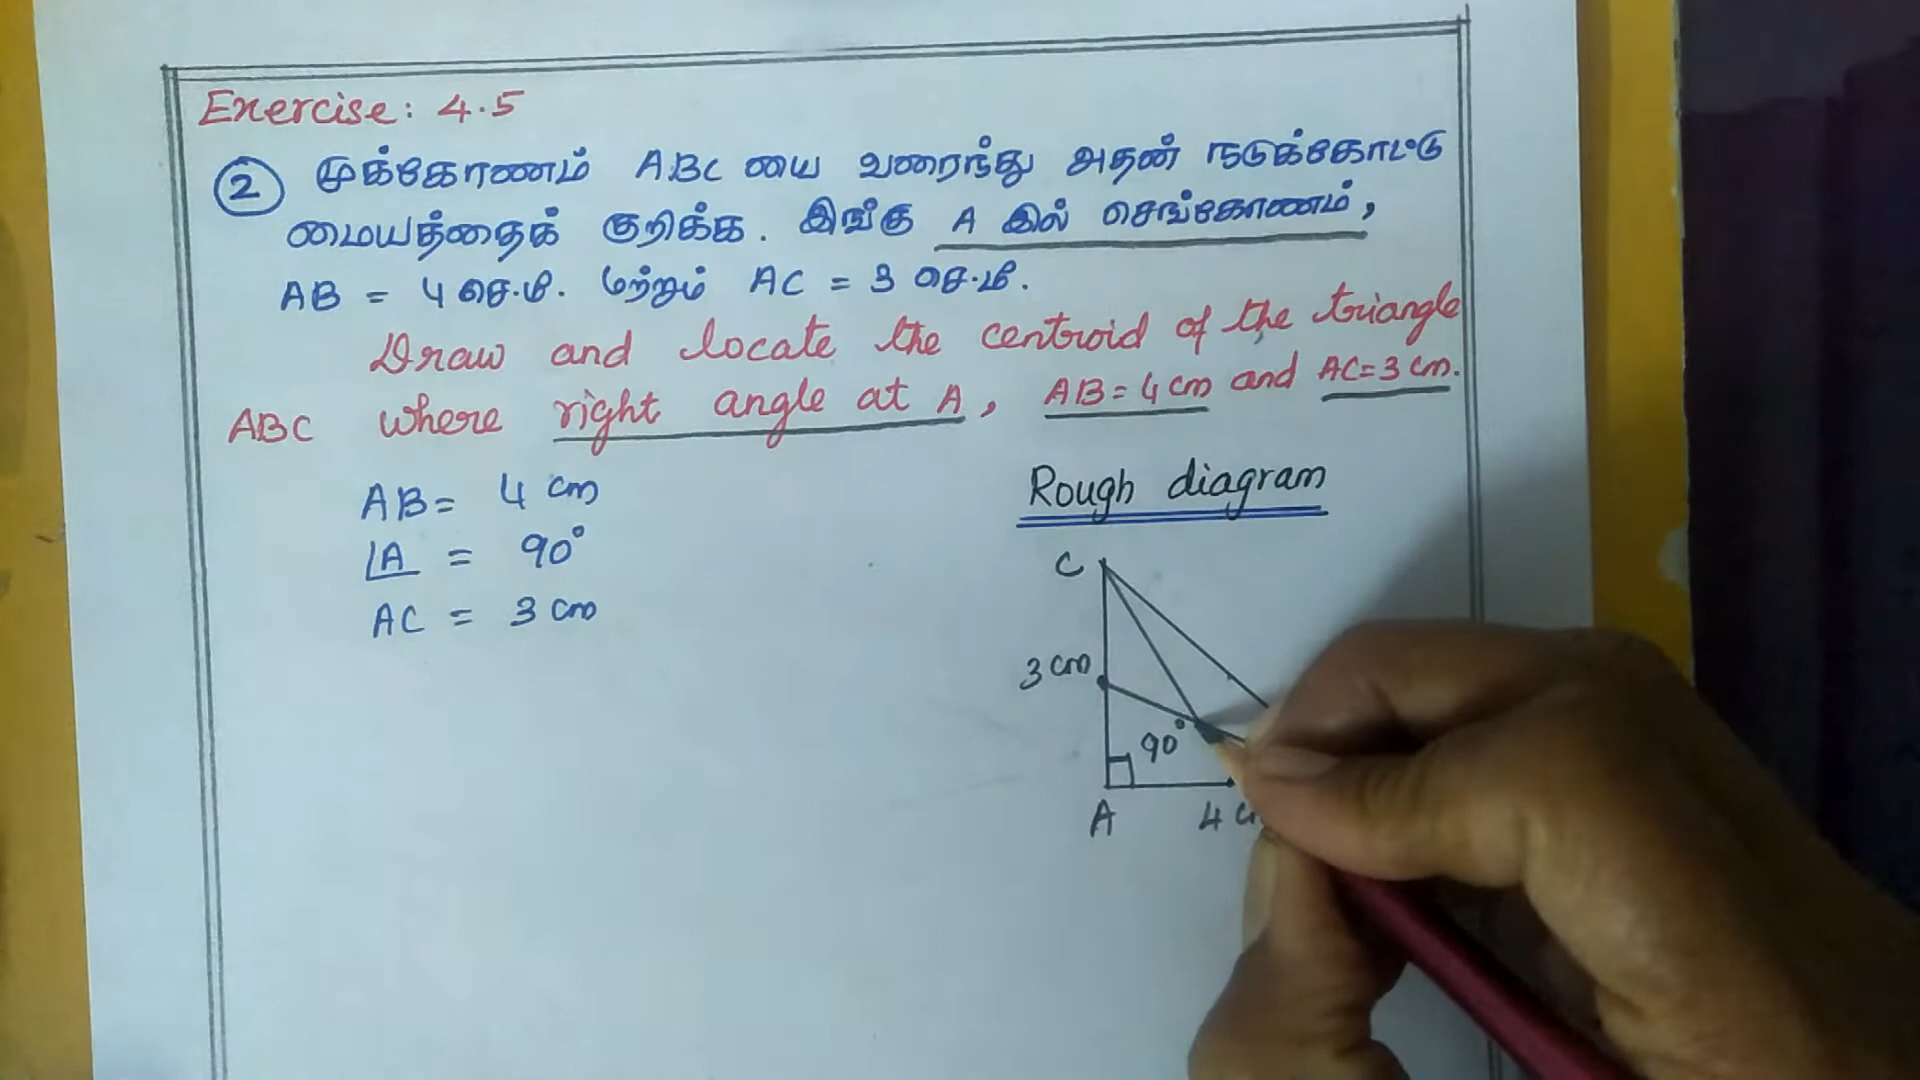 Exercise: 4.5
② முக்கோணம் ABC யை வரைந்து அதன் நடுக்கோட்டு
மையத்தைக் குறிக்க. இங்கு A இல் செங்கோணம்,
AB = 4 செ.மீ. மற்றும் AC = 3 செ.மீ.
Draw and locate the centroid of the triangle
ABC where right angle at A, AB = 4 cm and AC = 3 cm.
AB = 4 cm
∠A = 90°
AC = 3 cm
Rough diagram
C
3 cm
90°
A 4